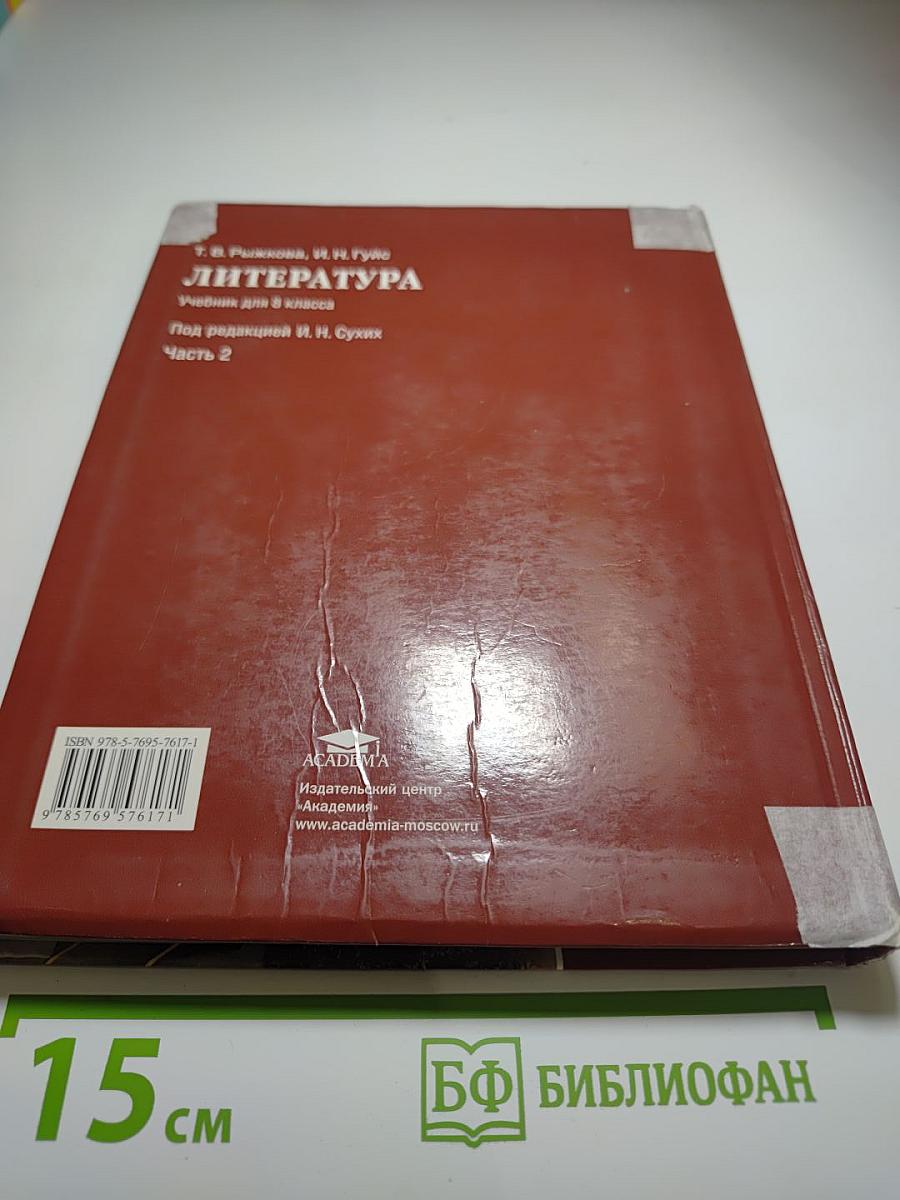 Т. В. Рыжкова, И. Н. Гуйс
ЛИТЕРАТУРА
Учебник для 8 класса
Под редакцией И. Н. Сухих
Часть 2
ISBN 978-5-7695-7617-1
9 785769 576171
ACADEMA
Издательский центр
«Академия»
www.academia-moscow.ru
15 см
БФ БИБЛИОФАН